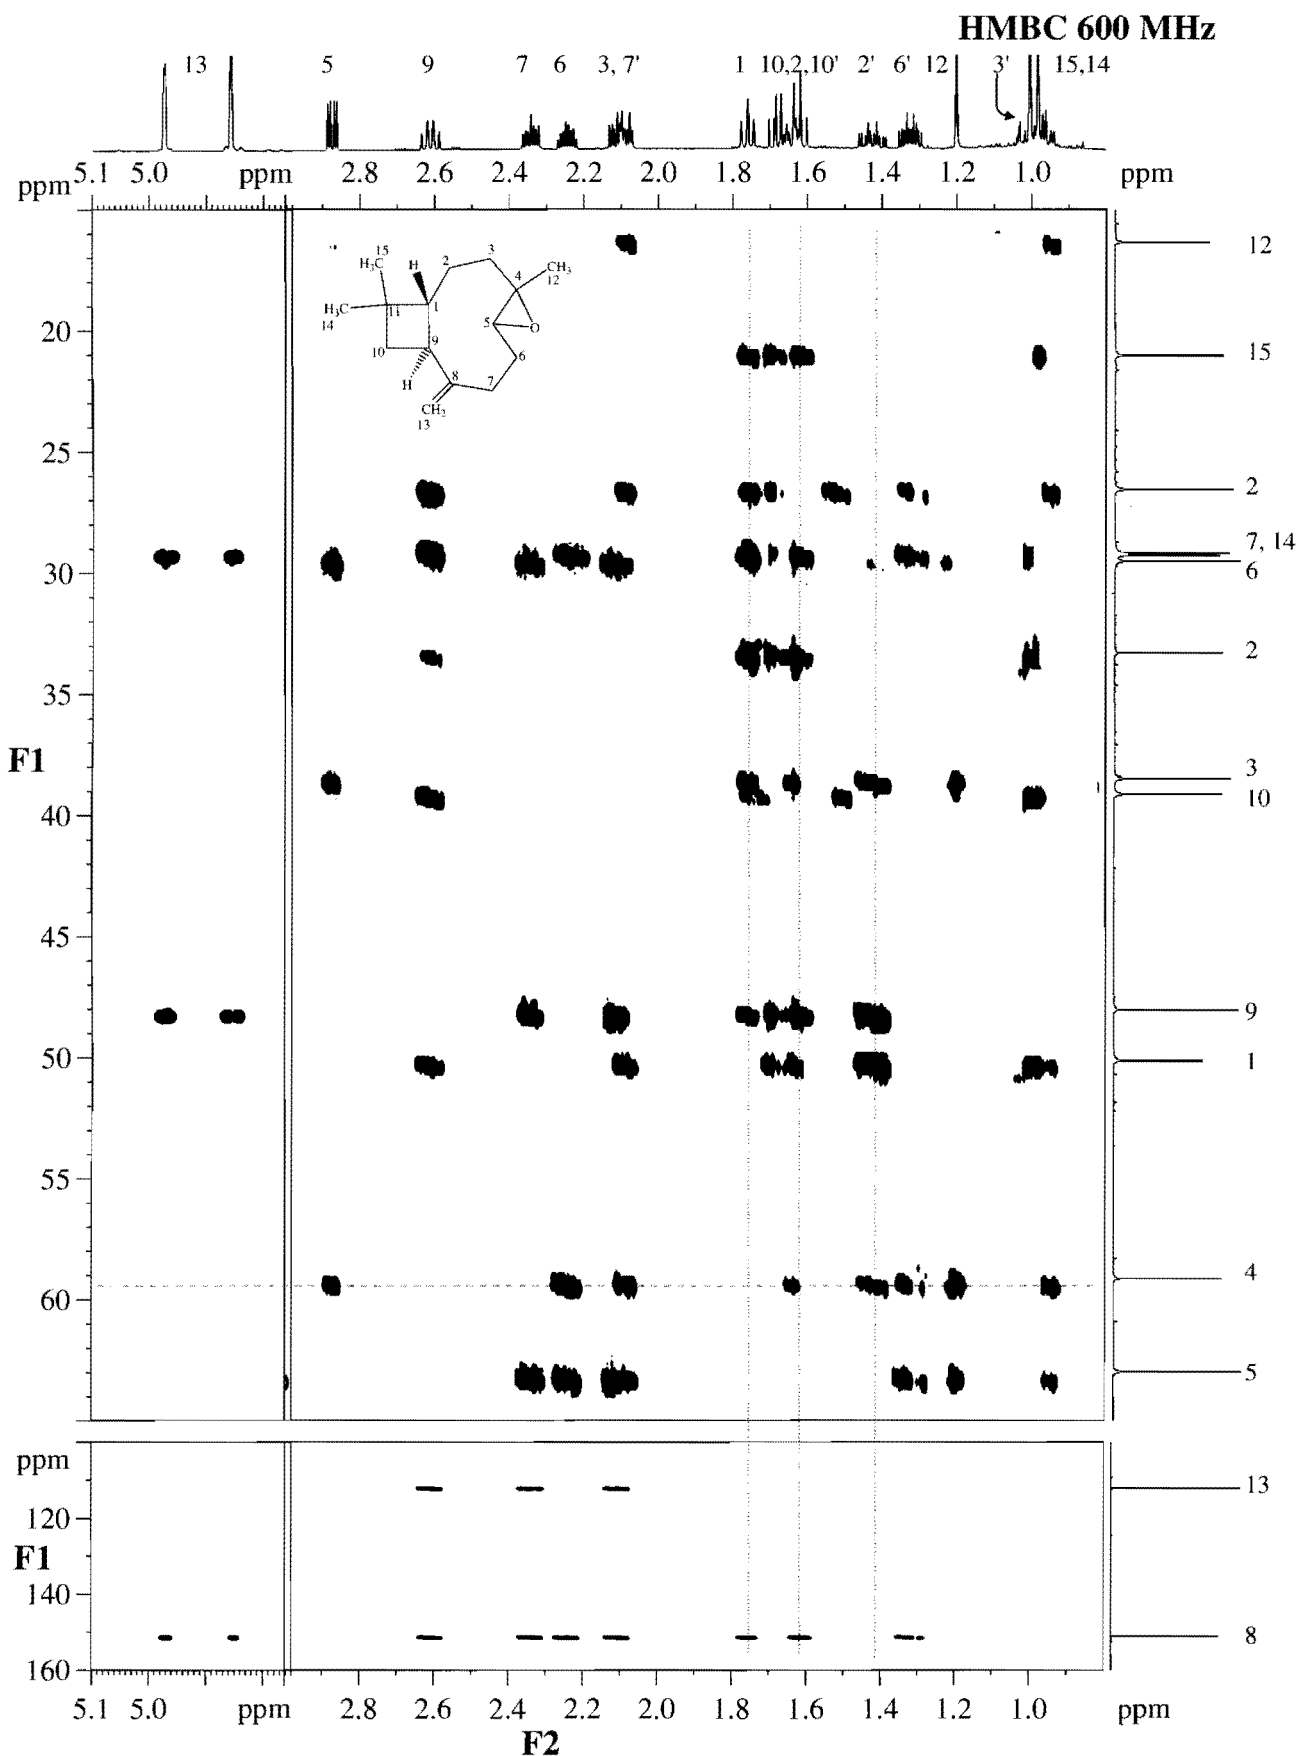 HMBC 600 MHz
13 5 9 7 6 3, 7' 1 10,2,10' 2' 6' 12 3' 15,14
ppm 5.1 5.0 ppm 2.8 2.6 2.4 2.2 2.0 1.8 1.6 1.4 1.2 1.0 ppm
12
15
H₃C
H
2
3
4
CH₃
12
H₃C
14
11
1
5
O
10
9
6
H
8
7
CH₂
13
20
15
25
2
7, 14
30
6
2
35
F1
3
40
10
45
9
50
1
55
4
60
5
ppm
13
120
F1
140
8
160
5.1 5.0 ppm 2.8 2.6 2.4 2.2 2.0 1.8 1.6 1.4 1.2 1.0 ppm
F2